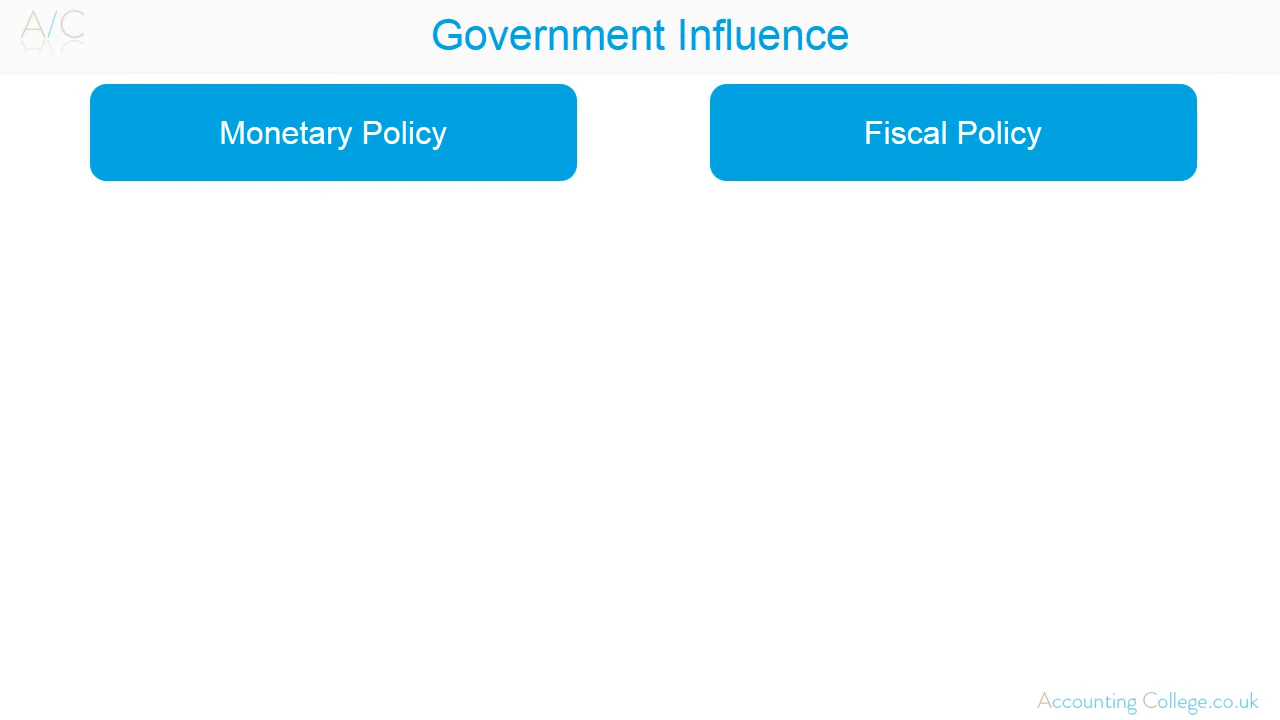 A/C
Government Influence
Monetary Policy
Fiscal Policy
Accounting College.co.uk